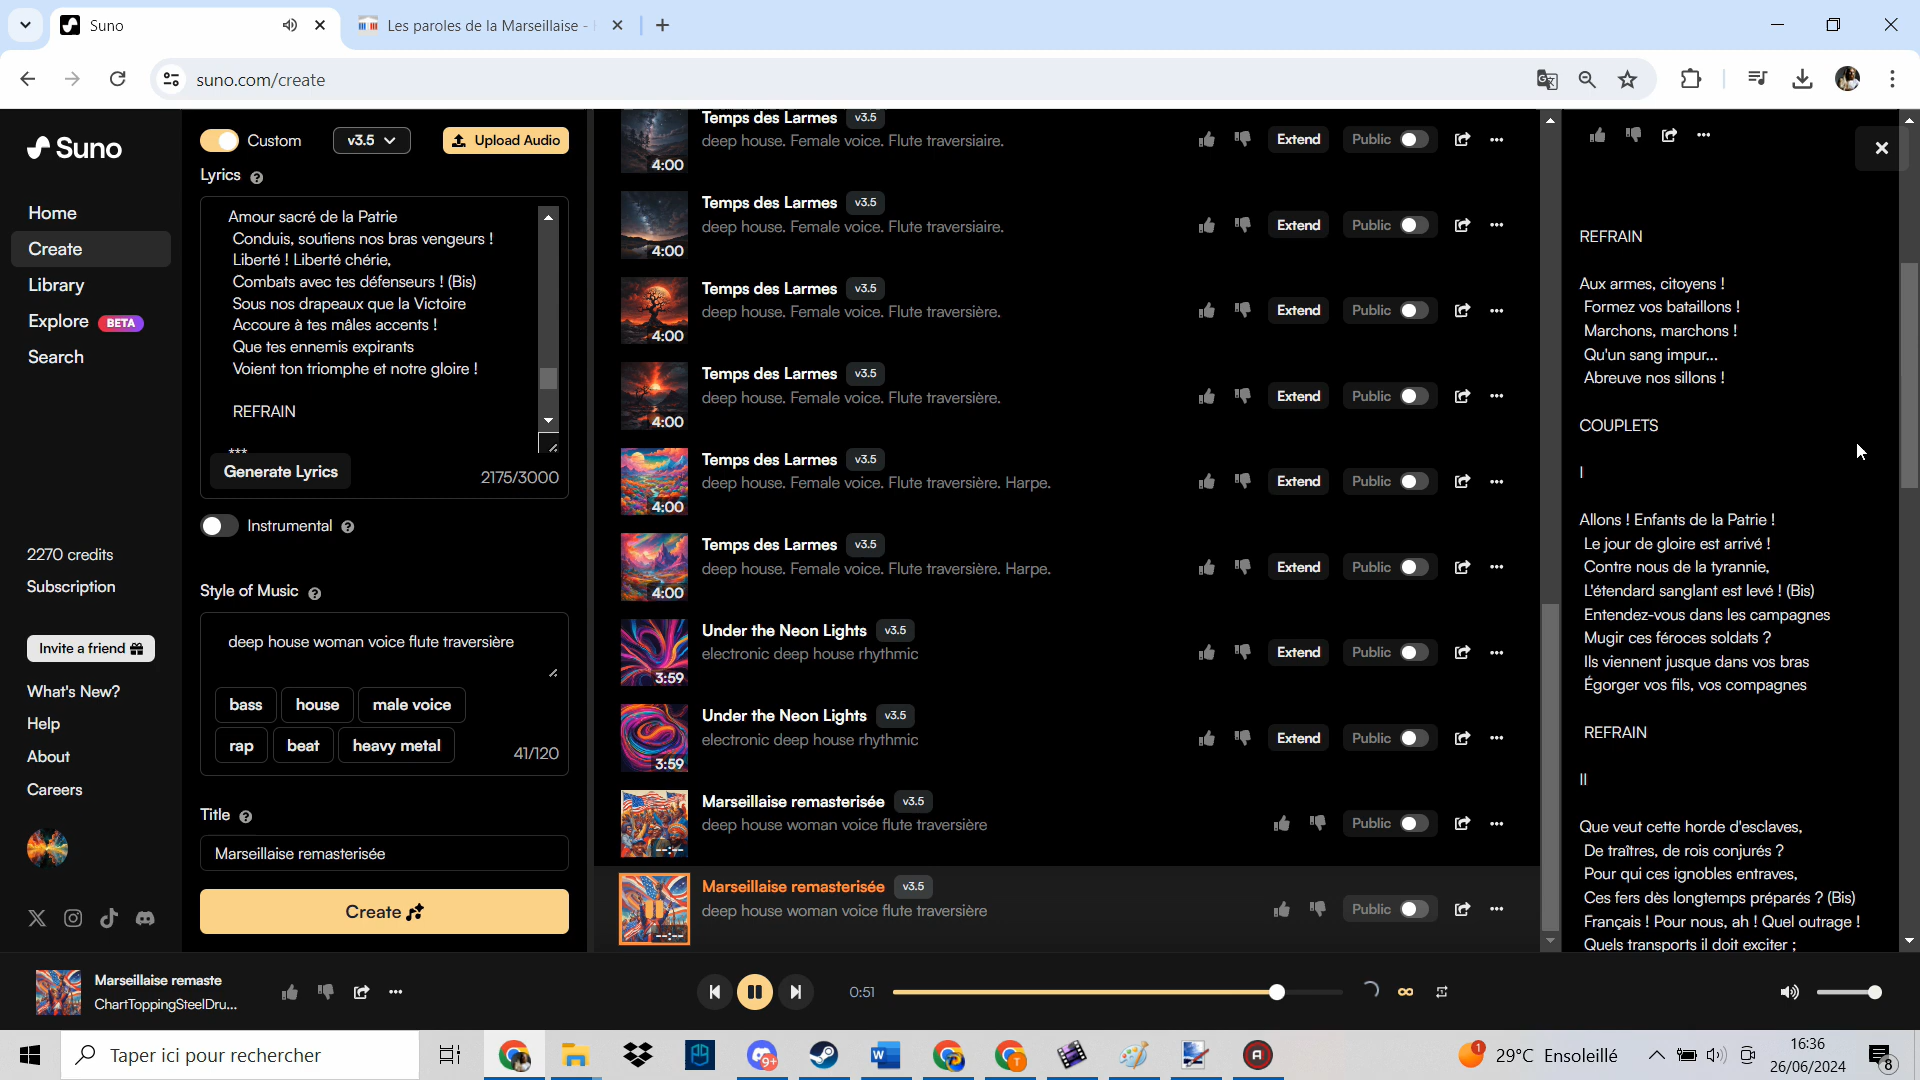 Suno
Les paroles de la Marseillaise -
suno.com/create
Suno
Home
Create
Library
Explore BETA
Search
2270 credits
Subscription
Invite a friend
What's New?
Help
About
Careers
Custom
v3.5
Upload Audio
Lyrics
Amour sacré de la Patrie
Conduis, soutiens nos bras vengeurs !
Liberté ! Liberté chérie,
Combats avec tes défenseurs ! (Bis)
Sous nos drapeaux que la Victoire
Accoure à tes mâles accents !
Que tes ennemis expirants
Voient ton triomphe et notre gloire !
REFRAIN
***
Generate Lyrics
2175/3000
Instrumental
Style of Music
deep house woman voice flute traversière
bass house male voice
rap beat heavy metal
41/120
Title
Marseillaise remasterisée
Create
Temps des Larmes v3.5
deep house. Female voice. Flute traversiaire.
4:00
Extend Public
Temps des Larmes v3.5
deep house. Female voice. Flute traversiaire.
4:00
Extend Public
Temps des Larmes v3.5
deep house. Female voice. Flute traversière.
4:00
Extend Public
Temps des Larmes v3.5
deep house. Female voice. Flute traversière.
4:00
Extend Public
Temps des Larmes v3.5
deep house. Female voice. Flute traversière. Harpe.
4:00
Extend Public
Temps des Larmes v3.5
deep house. Female voice. Flute traversière. Harpe.
4:00
Extend Public
Under the Neon Lights v3.5
electronic deep house rhythmic
3:59
Extend Public
Under the Neon Lights v3.5
electronic deep house rhythmic
3:59
Extend Public
Marseillaise remasterisée v3.5
deep house woman voice flute traversière
--:--
Public
Marseillaise remasterisée v3.5
deep house woman voice flute traversière
--:--
Public
REFRAIN
Aux armes, citoyens !
Formez vos bataillons !
Marchons, marchons !
Qu'un sang impur...
Abreuve nos sillons !
COUPLETS
I
Allons ! Enfants de la Patrie !
Le jour de gloire est arrivé !
Contre nous de la tyrannie,
L'étendard sanglant est levé ! (Bis)
Entendez-vous dans les campagnes
Mugir ces féroces soldats ?
Ils viennent jusque dans vos bras
Égorger vos fils, vos compagnes
REFRAIN
II
Que veut cette horde d'esclaves,
De traîtres, de rois conjurés ?
Pour qui ces ignobles entraves,
Ces fers dès longtemps préparés ? (Bis)
Français ! Pour nous, ah ! Quel outrage !
Quels transports il doit exciter ;
Marseillaise remaste
ChartToppingSteelDru...
0:51
Taper ici pour rechercher
9+
1
29°C Ensoleillé
16:36
26/06/2024
8